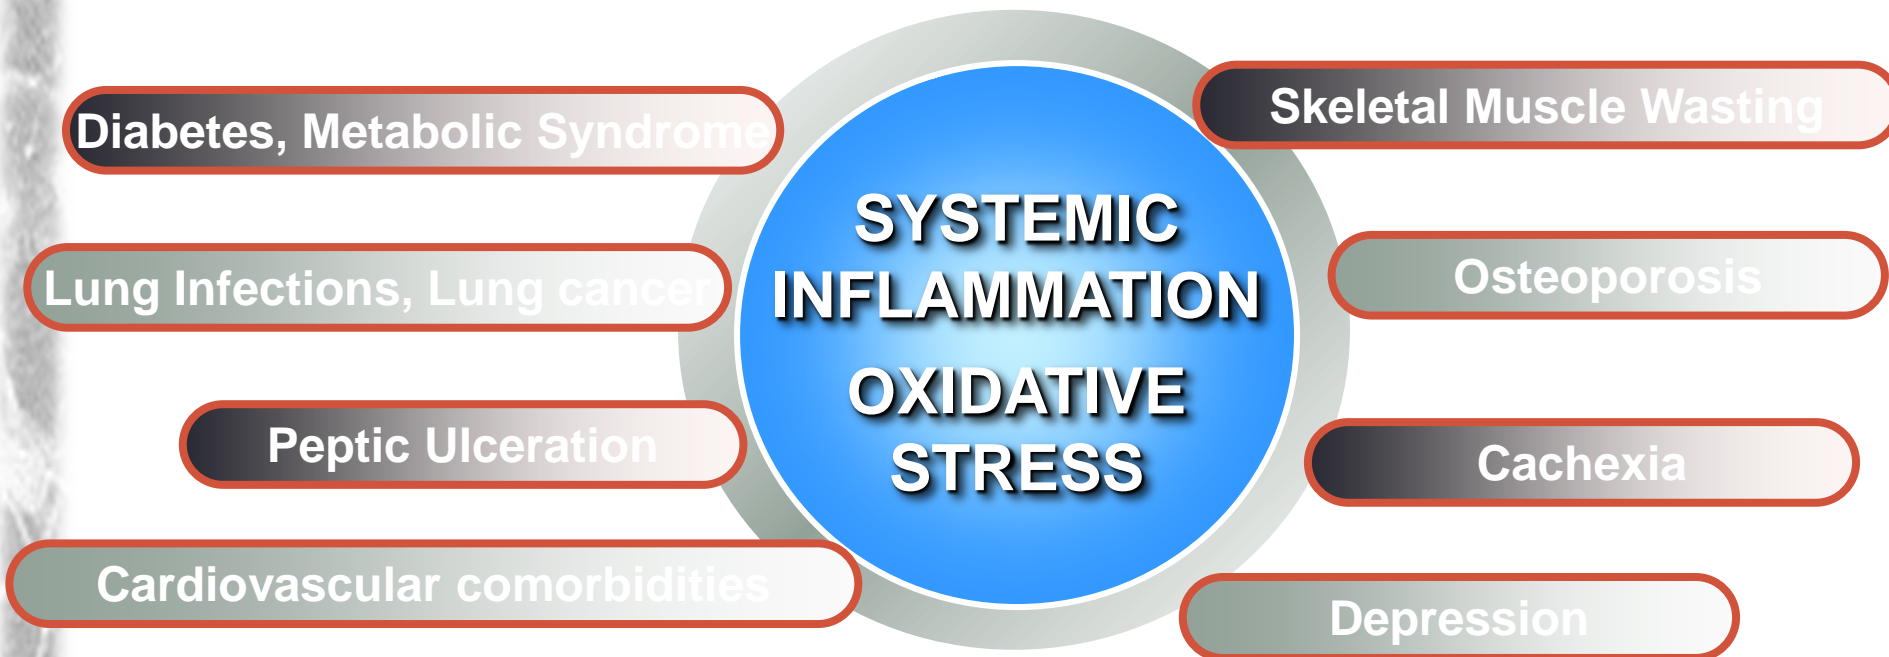 Diabetes, Metabolic Syndrome
Lung Infections, Lung cancer
Peptic Ulceration
Cardiovascular comorbidities
SYSTEMIC
INFLAMMATION
OXIDATIVE
STRESS
Skeletal Muscle Wasting
Osteoporosis
Cachexia
Depression